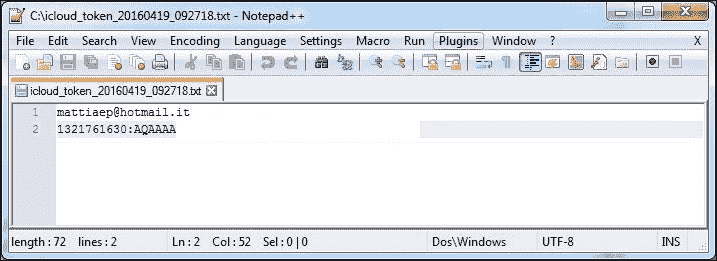 C:\icloud_token_20160419_092718.txt - Notepad++
File Edit Search View Encoding Language Settings Macro Run Plugins Window ? X
icloud_token_20160419_092718.txt
1 mattiaep@hotmail.it
2 1321761630:AQAAAA
length : 72 lines : 2 Ln : 2 Col : 52 Sel : 0 | 0 Dos\Windows UTF-8 INS